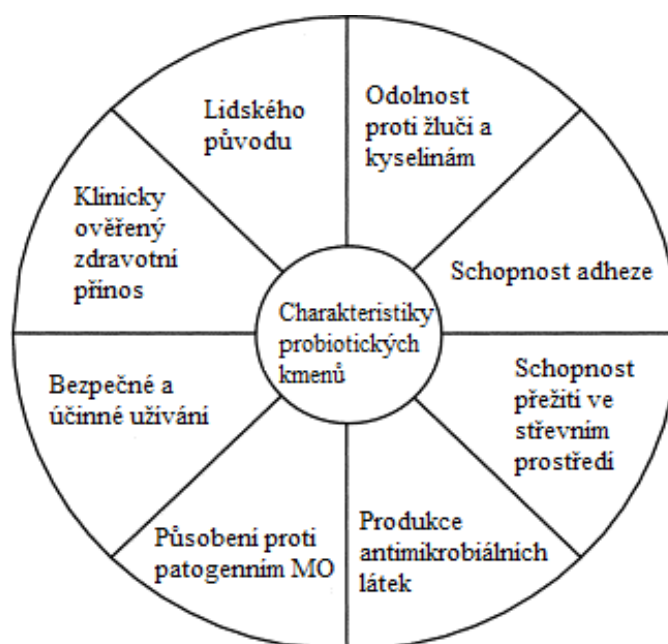 Lidského
původu
Odolnost
proti žluči a
kyselinám
Schopnost adheze
Schopnost
přežití ve
střevním
prostředí
Produkce
antimikrobiálních
látek
Působení proti
patogenním MO
Bezpečné a
účinné užívání
Klinicky
ověřený
zdravotní
přínos
Charakteristiky
probiotických
kmenů